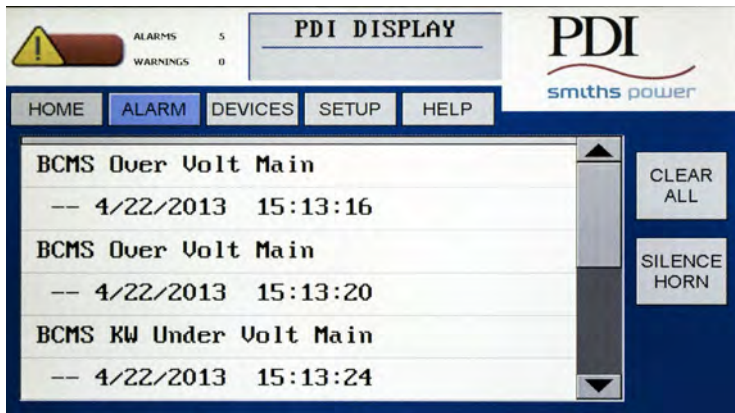 ALARMS 5
WARNINGS 0
PDI DISPLAY
PDI
smiths power
HOME ALARM DEVICES SETUP HELP
BCMS Over Volt Main
-- 4/22/2013 15:13:16
BCMS Over Volt Main
-- 4/22/2013 15:13:20
BCMS KW Under Volt Main
-- 4/22/2013 15:13:24
CLEAR
ALL
SILENCE
HORN